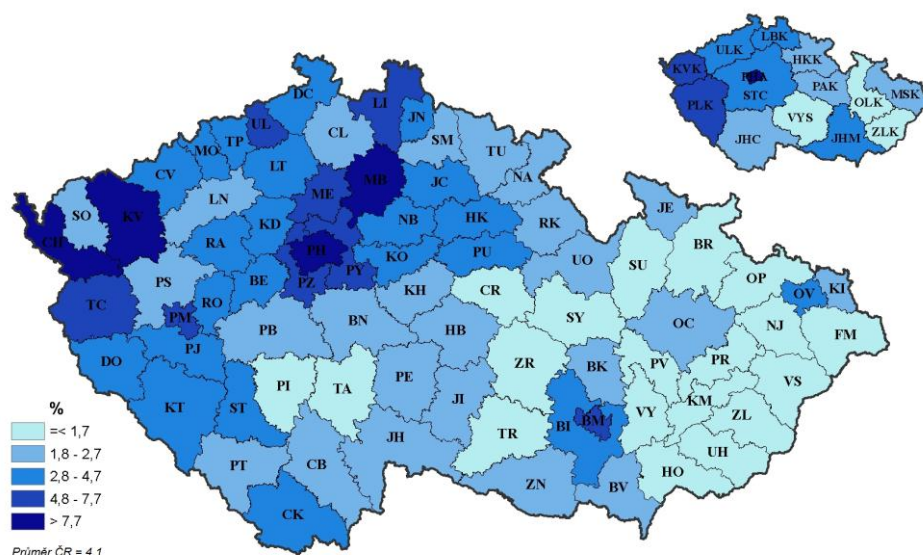 LBK
ULK
HKK
KVK
PHA
STC
PAK
MSK
PLK
OLK
VYS
ZLK
JHC
JHM
DC
LI
JN
UL
CL
SM
TP
TU
MO
LT
CV
MB
NA
ME
JC
LN
SO
KV
NB
HK
KD
JE
CH
RA
RK
BR
PH
KO
PU
UO
SU
OP
BE
PZ
PY
PS
KH
CR
OV
KI
TC
RO
PM
SY
OC
NJ
FM
PB
BN
HB
PJ
DO
ZR
BK
PV
PR
VS
PI
TA
PE
JI
KM
KT
ST
VY
ZL
BI
BM
TR
JH
UH
PT
CB
HO
ZN
BV
CK
%
=< 1,7
1,8 - 2,7
2,8 - 4,7
4,8 - 7,7
> 7,7
Průměr ČR = 4,1